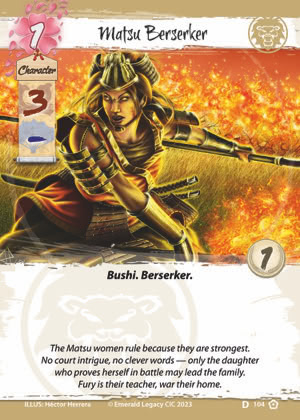 1
Matsu Berserker
Character
3
1
Bushi. Berserker.
The Matsu women rule because they are strongest.
No court intrigue, no clever words — only the daughter
who proves herself in battle may lead the family.
Fury is their teacher, war their home.
ILLUS: Héctor Herrera © Emerald Legacy CIC 2023 D 104